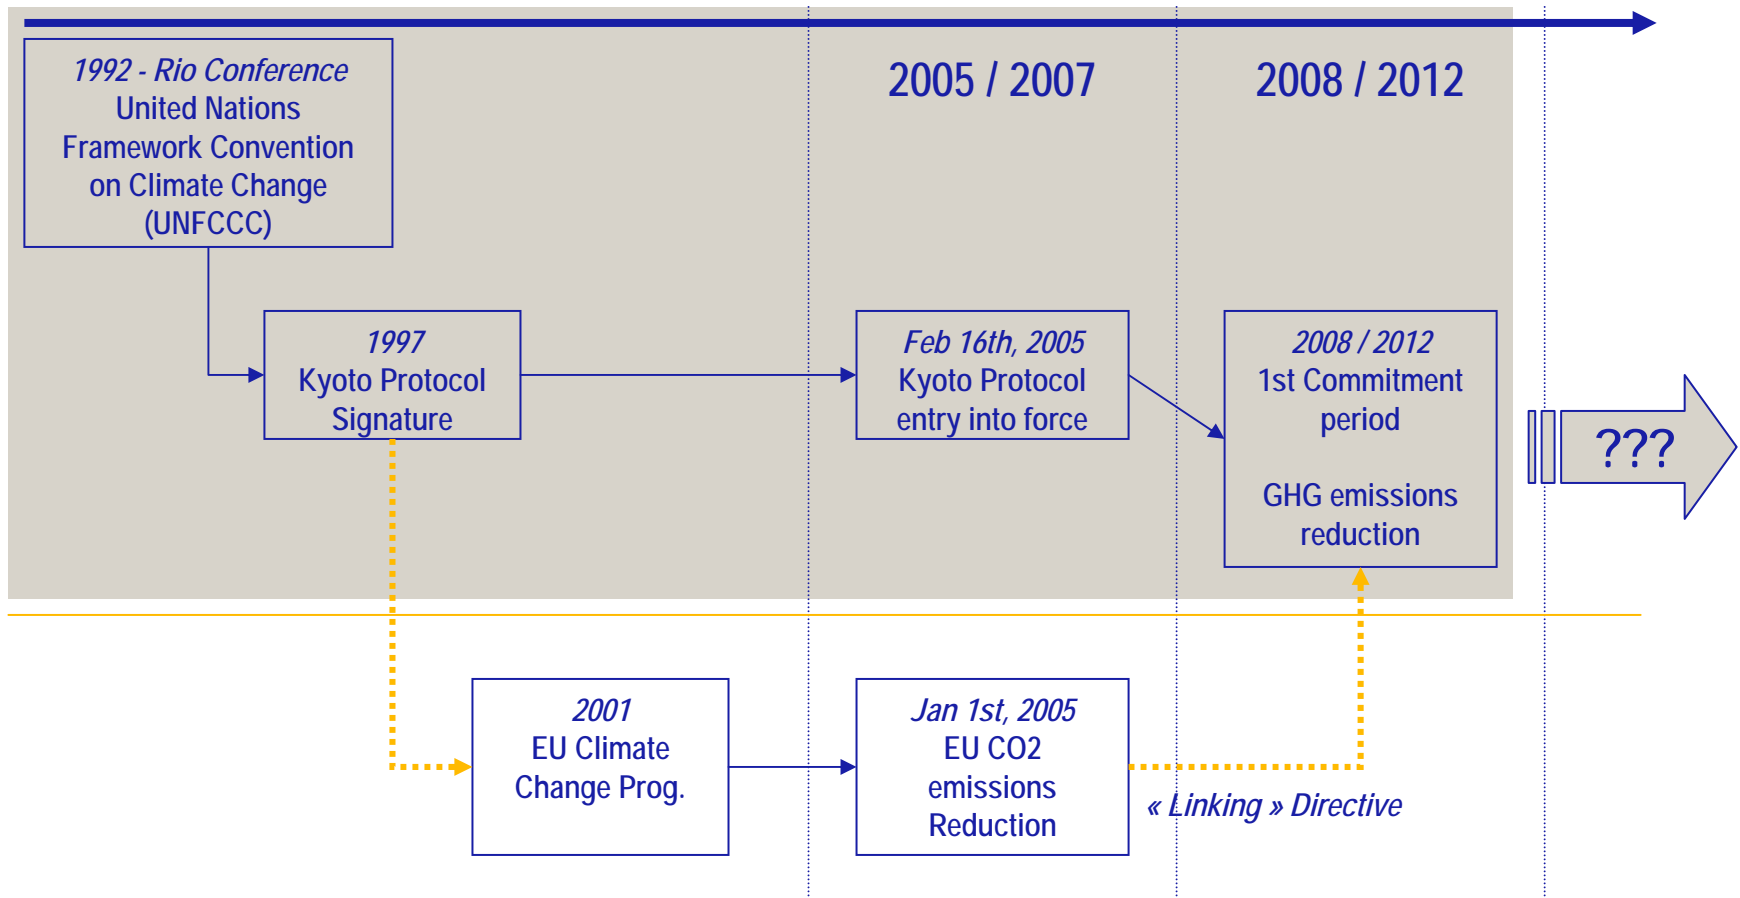 1992 - Rio Conference
United Nations
Framework Convention
on Climate Change
(UNFCCC)
2005 / 2007
2008 / 2012
1997
Kyoto Protocol
Signature
Feb 16th, 2005
Kyoto Protocol
entry into force
2008 / 2012
1st Commitment
period
GHG emissions
reduction
???
2001
EU Climate
Change Prog.
Jan 1st, 2005
EU CO2
emissions
Reduction
« Linking » Directive